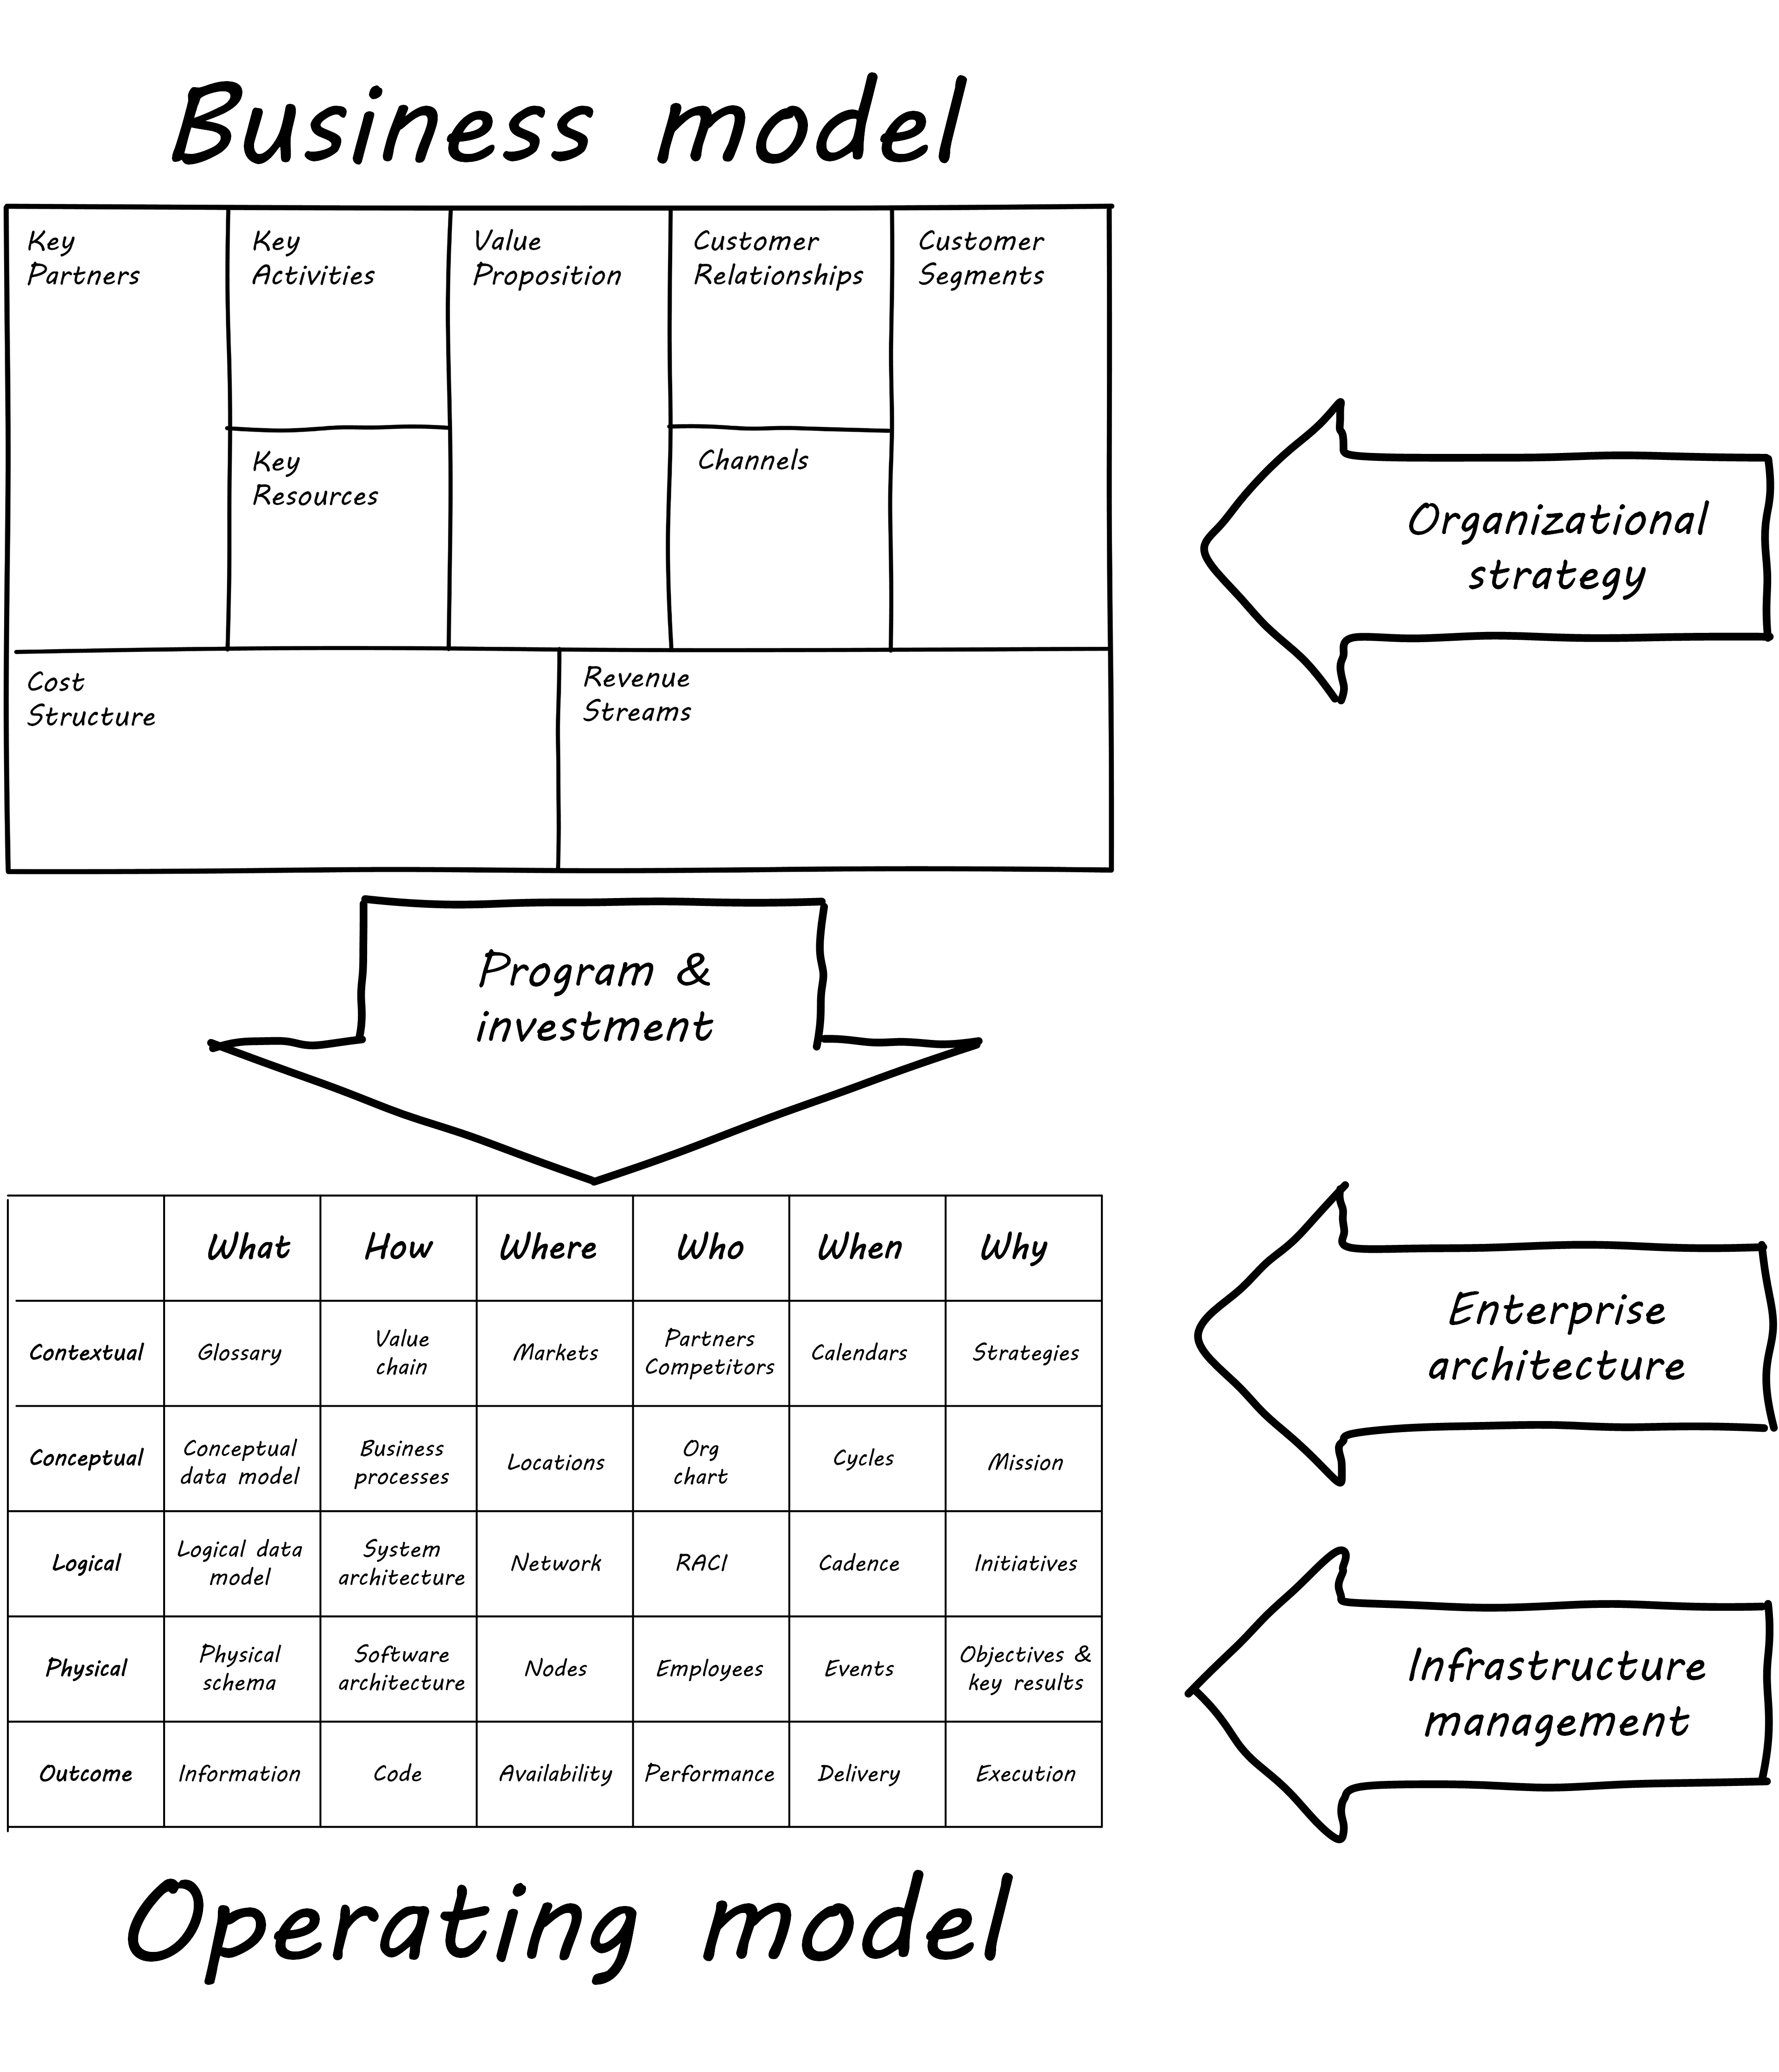 Business model
Key
Partners
Key
Activities
Value
Proposition
Customer
Relationships
Customer
Segments
Key
Resources
Channels
Cost
Structure
Revenue
Streams
Organizational
strategy
Program &
investment
What
How
Where
Who
When
Why
Contextual
Glossary
Value
chain
Markets
Partners
Competitors
Calendars
Strategies
Conceptual
Conceptual
data model
Business
processes
Locations
Org
chart
Cycles
Mission
Logical
Logical data
model
System
architecture
Network
RACI
Cadence
Initiatives
Physical
Physical
schema
Software
architecture
Nodes
Employees
Events
Objectives &
key results
Outcome
Information
Code
Availability
Performance
Delivery
Execution
Enterprise
architecture
Infrastructure
management
Operating model